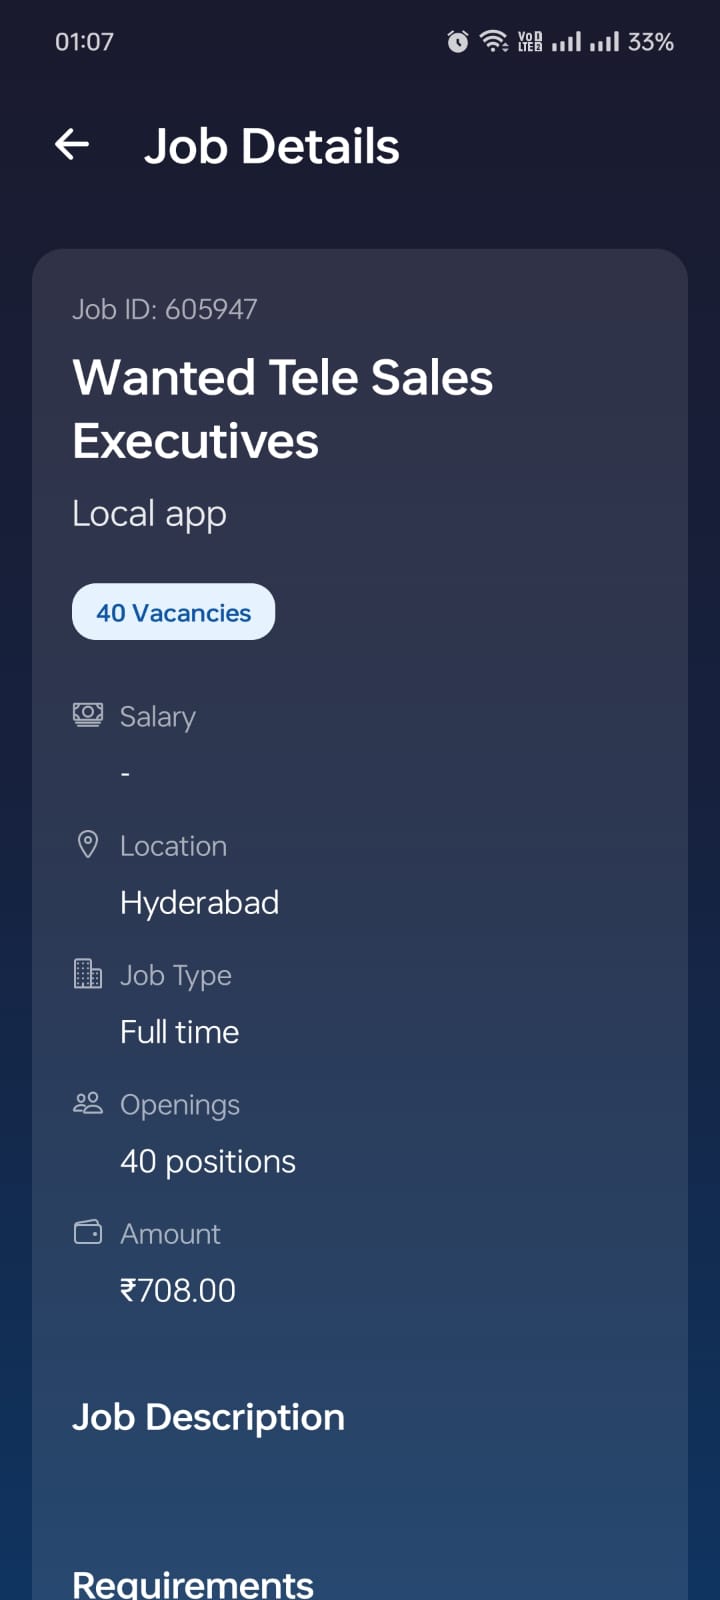 01:07
VoD LTE2 33%
Job Details
Job ID: 605947
Wanted Tele Sales
Executives
Local app
40 Vacancies
Salary
-
Location
Hyderabad
Job Type
Full time
Openings
40 positions
Amount
₹708.00
Job Description
Requirements